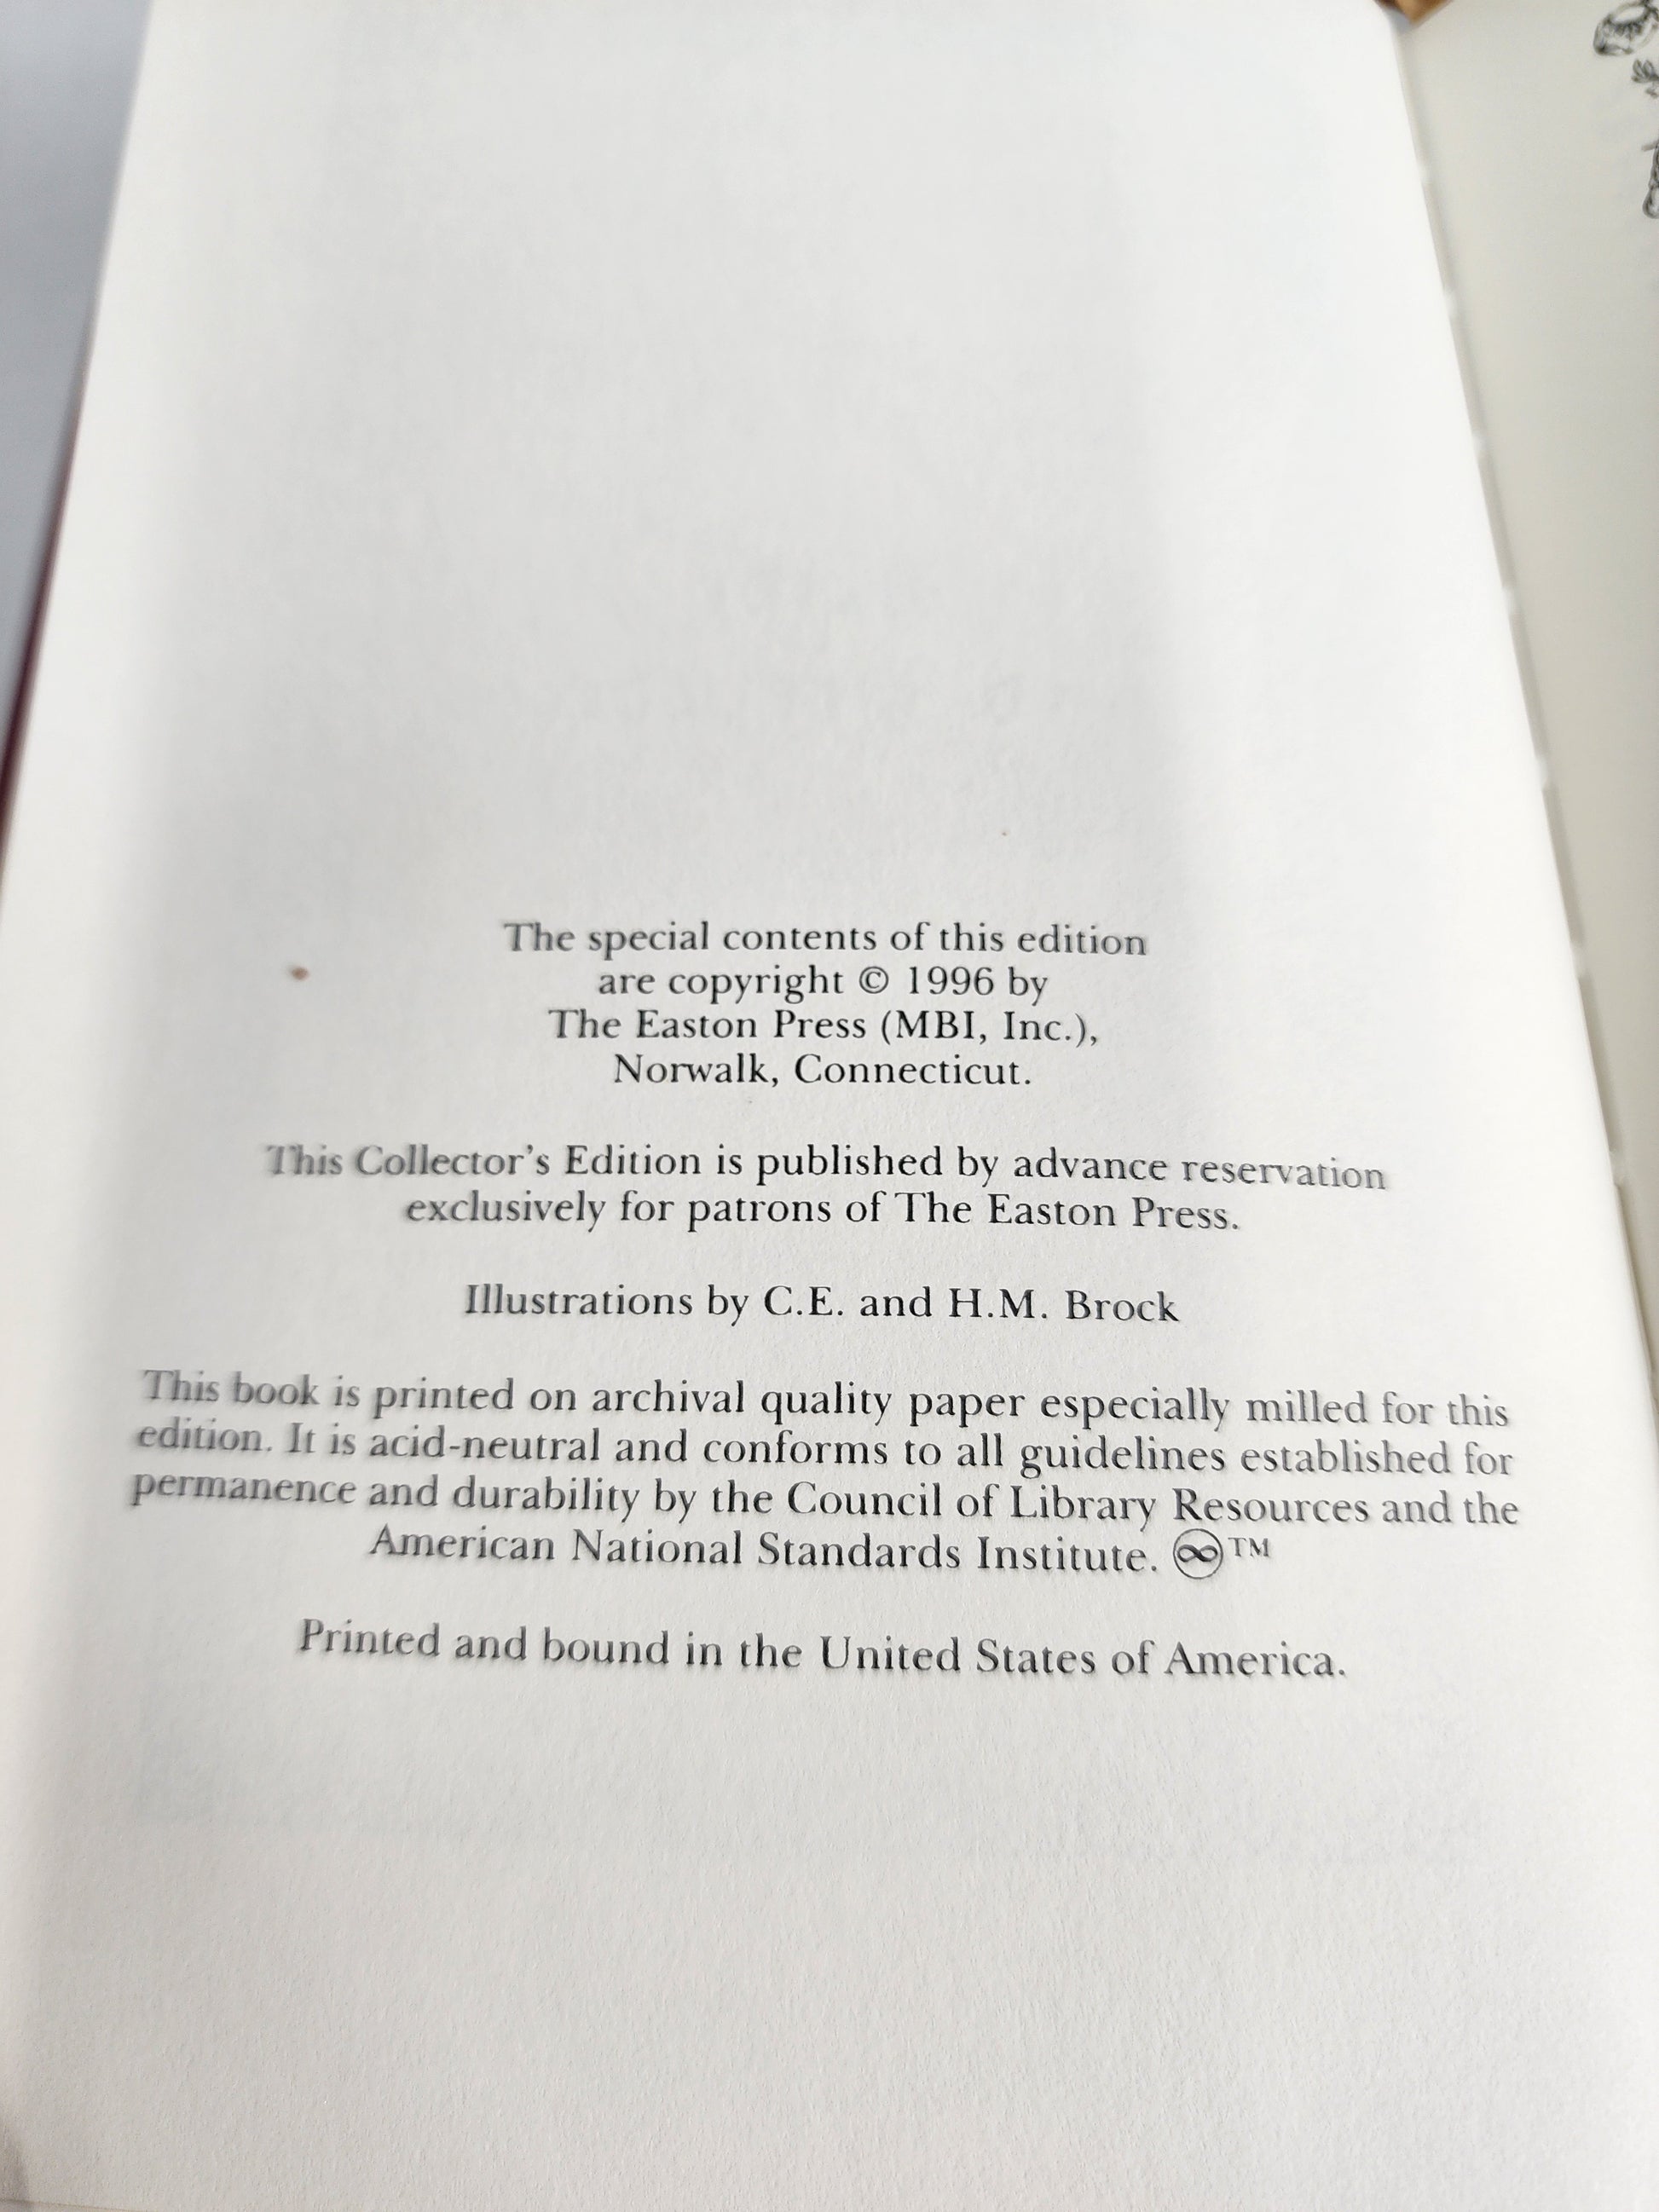 The special contents of this edition
are copyright © 1996 by
The Easton Press (MBI, Inc.),
Norwalk, Connecticut.
This Collector's Edition is published by advance reservation
exclusively for patrons of The Easton Press.
Illustrations by C.E. and H.M. Brock
This book is printed on archival quality paper especially milled for this
edition. It is acid-neutral and conforms to all guidelines established for
permanence and durability by the Council of Library Resources and the
American National Standards Institute. ♾™
Printed and bound in the United States of America.